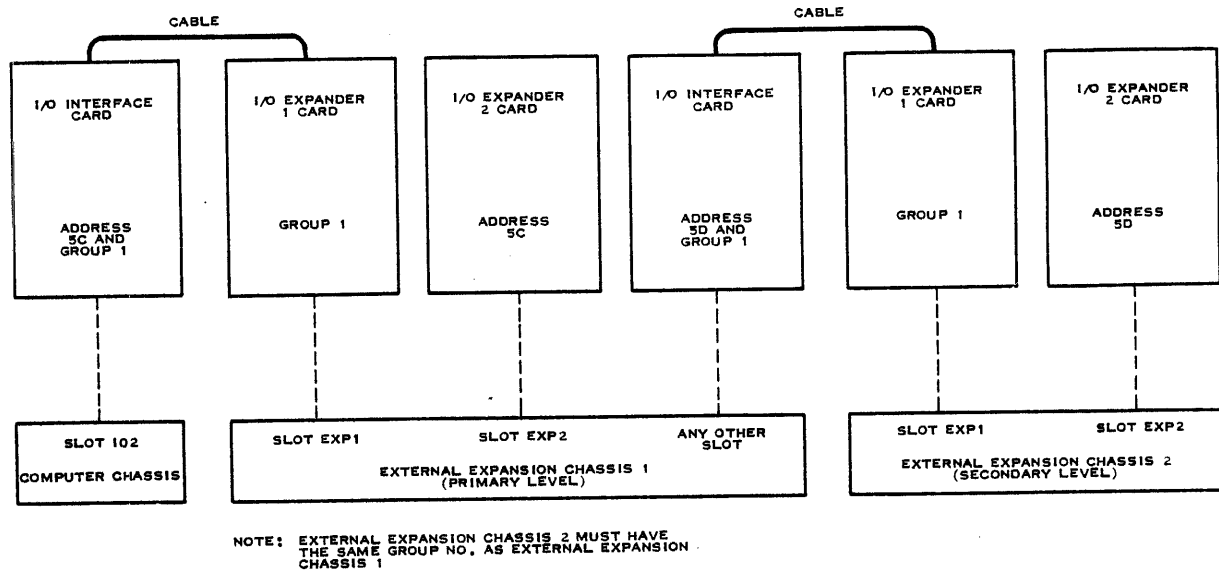 CABLE
CABLE
I/O INTERFACE
CARD
I/O EXPANDER
1 CARD
I/O EXPANDER
2 CARD
I/O INTERFACE
CARD
I/O EXPANDER
1 CARD
I/O EXPANDER
2 CARD
ADDRESS
5C AND
GROUP 1
GROUP 1
ADDRESS
5C
ADDRESS
5D AND
GROUP 1
GROUP 1
ADDRESS
5D
SLOT IO2
COMPUTER CHASSIS
SLOT EXP1
SLOT EXP2
ANY OTHER
SLOT
EXTERNAL EXPANSION CHASSIS 1
(PRIMARY LEVEL)
SLOT EXP1
SLOT EXP2
EXTERNAL EXPANSION CHASSIS 2
(SECONDARY LEVEL)
NOTE: EXTERNAL EXPANSION CHASSIS 2 MUST HAVE
THE SAME GROUP NO. AS EXTERNAL EXPANSION
CHASSIS 1